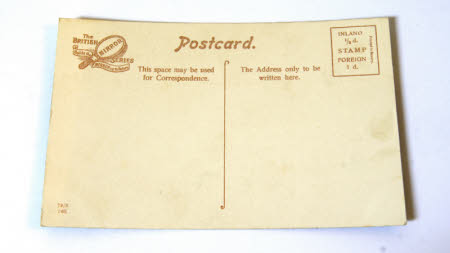 The
BRITISH
MIRROR
SERIES
Postcard.
This space may be used
for Correspondence.
The Address only to be
written here.
INLAND
½d.
STAMP
FOREIGN
1 d.